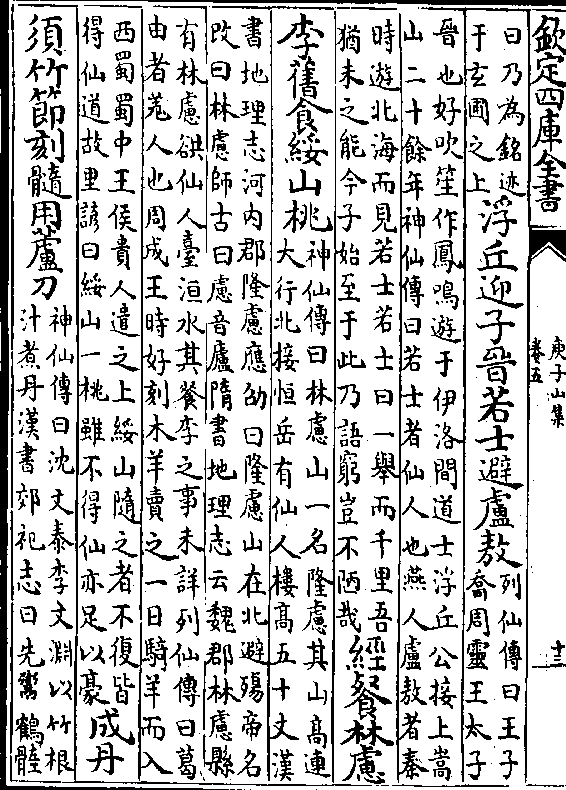 欽定四庫全書
庚子山集
卷五
十三
曰乃為銘迹
于玄圃之上
浮丘迎子晉若士避盧敖
列仙傳曰王子
喬周靈王太子
晉也好吹笙作鳳鳴遊于伊洛間道士浮丘公接上嵩
山二十餘年神仙傳曰若士者仙人也燕人盧敖者秦
時遊北海而見若士若士曰一舉而千里吾
猶未之能今子始至于此乃語窮豈不陋哉
經餐林慮
李舊食綏山桃
神仙傳曰林慮山一名隆慮其山高連
大行北接恒岳有仙人樓高五十丈漢
書地理志河内郡隆慮應劭曰隆慮山在北避殤帝名
改曰林慮師古曰慮音廬隋書地理志云魏郡林慮縣
有林慮谼仙人臺洹水其餐李之事未詳列仙傳曰葛
由者羗人也周成王時好刻木羊賣之一日騎羊而入
西蜀蜀中王侯貴人遣之上綏山隨之者不復皆
得仙道故里諺曰綏山一桃雖不得仙亦足以豪
成丹
須竹節刻髓用蘆刀
神仙傳曰沈文泰李文淵以竹根
汁煮丹漢書郊祀志曰先鬻鶴髓